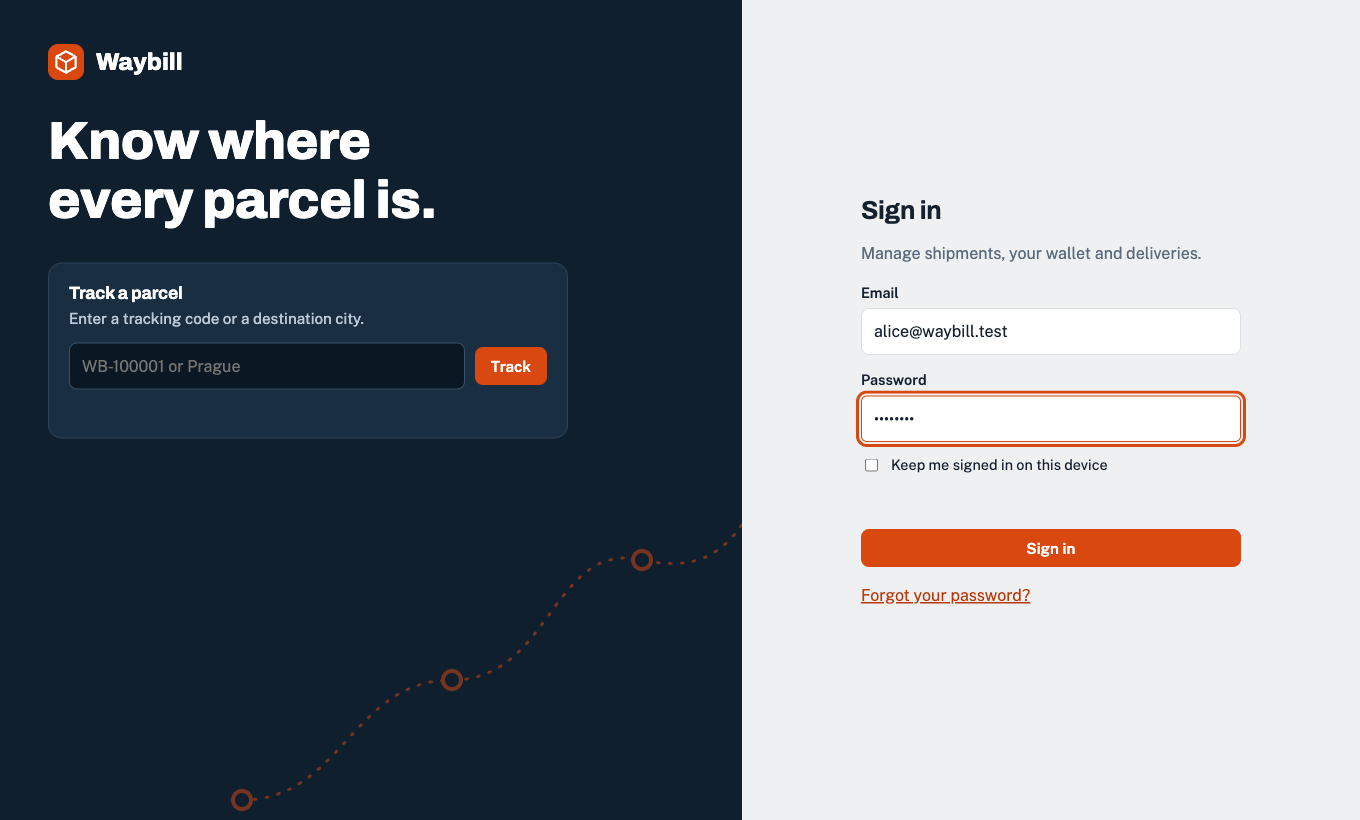 Waybill
Know where
every parcel is.
Track a parcel
Enter a tracking code or a destination city.
WB-100001 or Prague
Track
Sign in
Manage shipments, your wallet and deliveries.
Email
alice@waybill.test
Password
••••••••
Keep me signed in on this device
Sign in
Forgot your password?